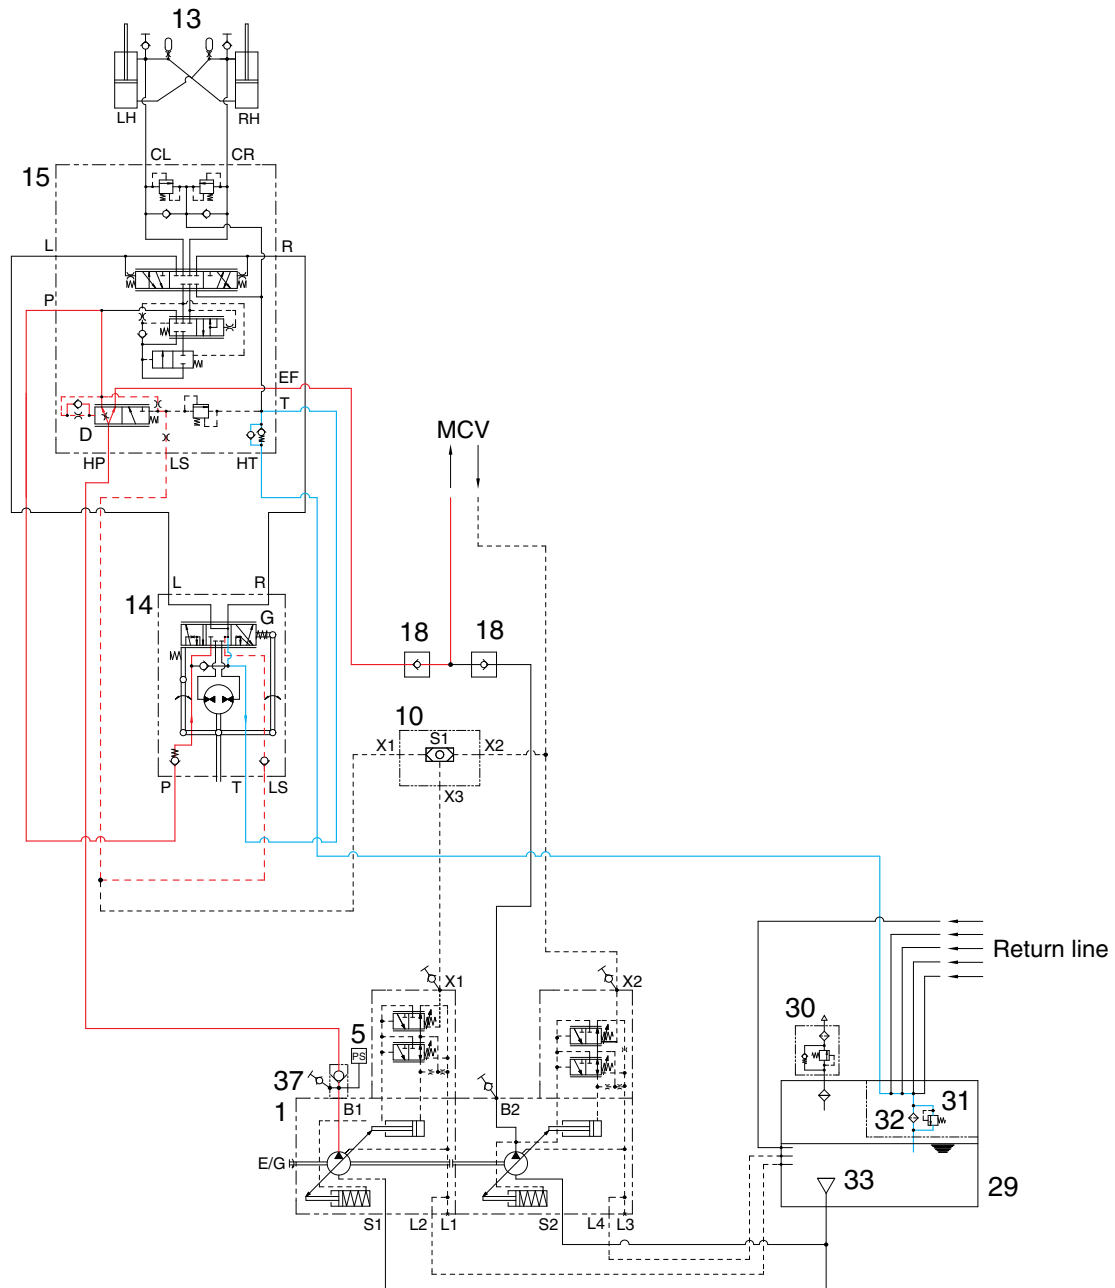 13
LH RH
CL CR
15
L R
P
EF
T
D
HP LS HT
MCV
L R
14
G
18 18
10
S1
X1 X2
X3
P T LS
Return line
X1 X2
30
5
PS
37
B1 B2
1
31
32
E/G
33
29
S1 L2 L1 S2 L4 L3